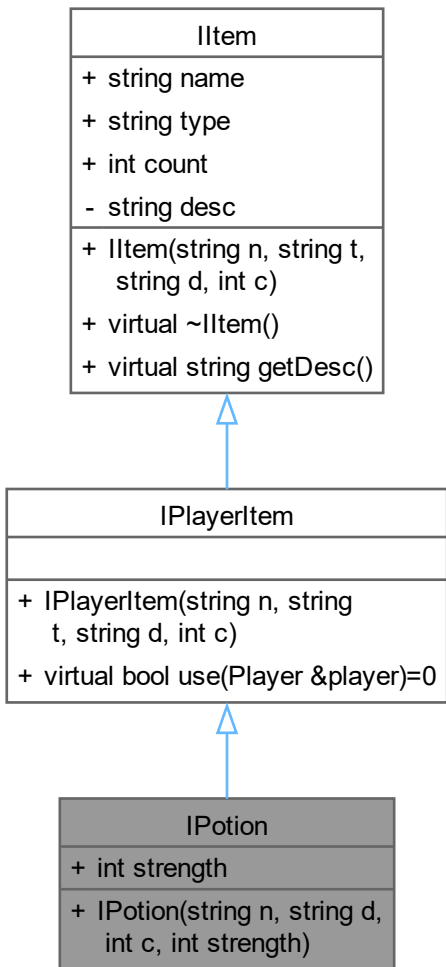 IItem
+ string name
+ string type
+ int count
- string desc
+ IItem(string n, string t,
string d, int c)
+ virtual ~IItem()
+ virtual string getDesc()
IPlayerItem
+ IPlayerItem(string n, string
t, string d, int c)
+ virtual bool use(Player &player)=0
IPotion
+ int strength
+ IPotion(string n, string d,
int c, int strength)